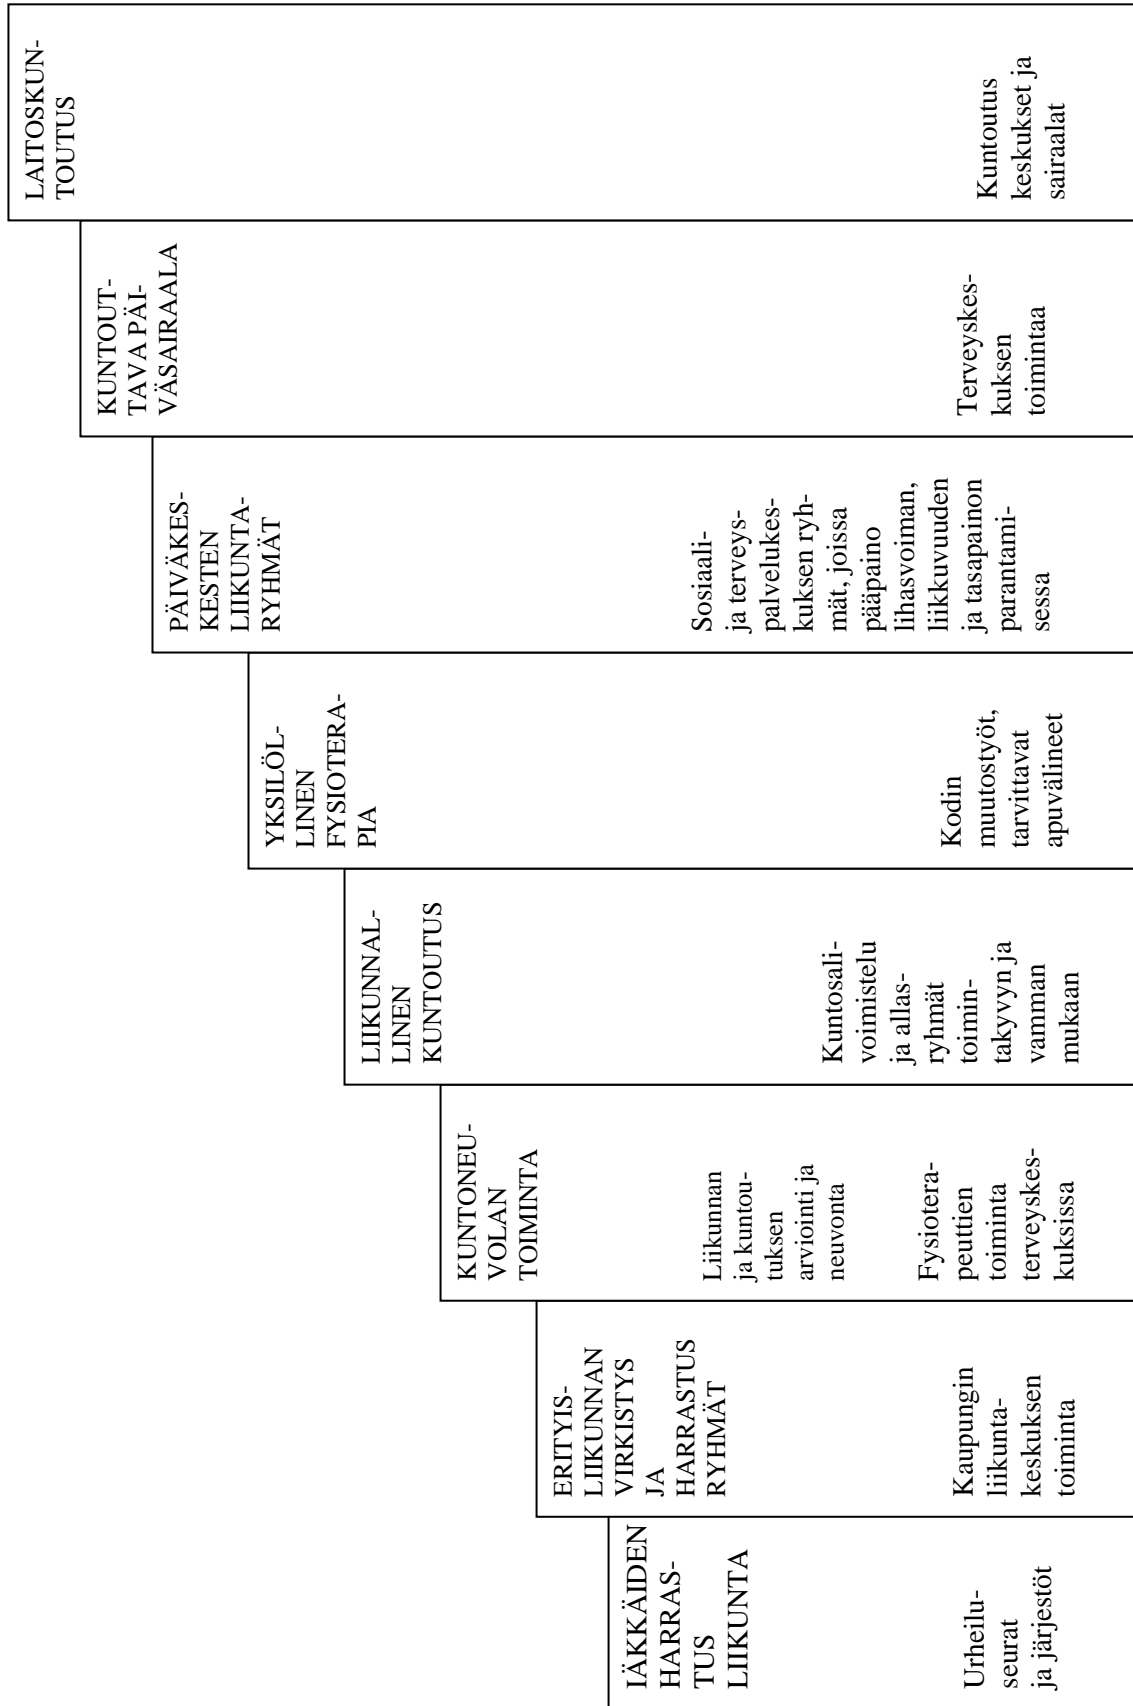 IÄKKÄIDEN
HARRAS-
TUS
LIIKUNTA
Urheilu-
seurat
ja järjestöt
ERITYIS-
LIIKUNNAN
VIRKISTYS
JA
HARRASTUS
RYHMÄT
Kaupungin
liikunta-
keskuksen
toiminta
KUNTONEU-
VOLAN
TOIMINTA
Liikunnan
ja kuntou-
tuksen
arviointi ja
neuvonta
Fysiotera-
peuttien
toiminta
terveyskes-
kuksissa
LIIKUNNAL-
LINEN
KUNTOUTUS
Kuntosali-
voimistelu
ja allas-
ryhmät
toimin-
takyvyn ja
vamman
mukaan
YKSILÖL-
LINEN
FYSIOTERA-
PIA
Kodin
muutostyöt,
tarvittavat
apuvälineet
PÄIVÄKES-
KESTEN
LIIKUNTA-
RYHMÄT
Sosiaali-
ja terveys-
palvelukes-
kuksen ryh-
mät, joissa
pääpaino
lihasvoiman,
liikkuvuuden
ja tasapainon
parantami-
sessa
KUNTOUT-
TAVA PÄI-
VÄSAIRAALA
Terveyskes-
kuksen
toimintaa
LAITOSKUN-
TOUTUS
Kuntoutus
keskukset ja
sairaalat